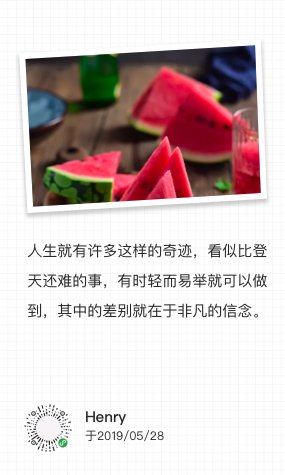 人生就有许多这样的奇迹，看似比登
天还难的事，有时轻而易举就可以做
到，其中的差别就在于非凡的信念。
Henry
于2019/05/28